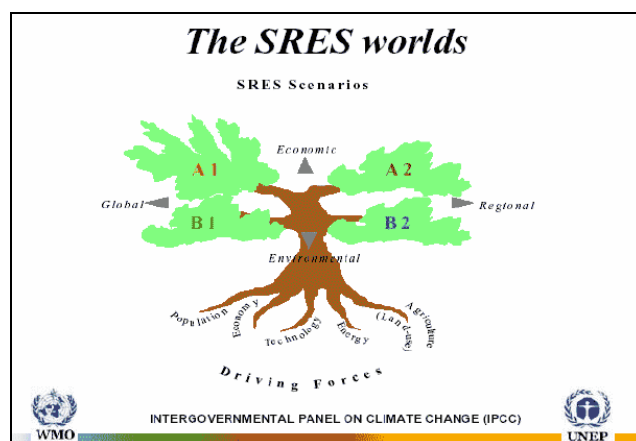 The SRES worlds
SRES Scenarios
Economic
A1
A2
Global
Regional
B1
B2
Environmental
Population
Economy
Technology
Energy
Agriculture
(Land-use)
Driving Forces
INTERGOVERNMENTAL PANEL ON CLIMATE CHANGE (IPCC)
WMO
UNEP